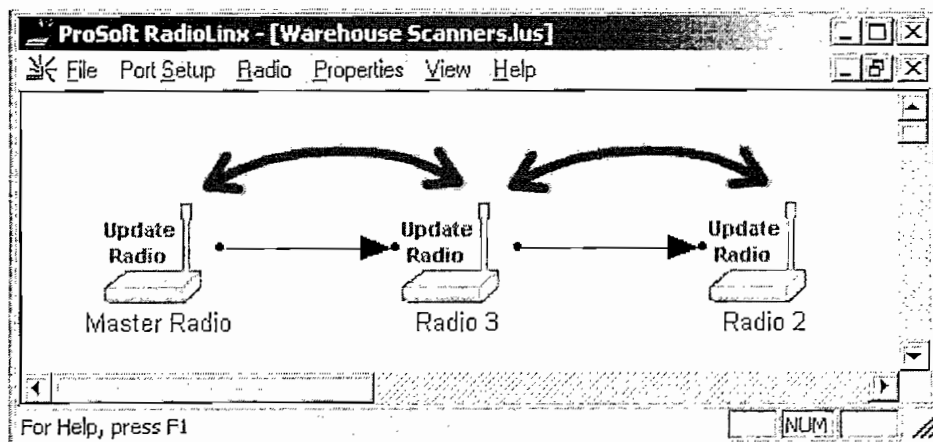 ProSoft RadioLinx - [Warehouse Scanners.lus]
File Port Setup Radio Properties View Help
Update Radio
Update Radio
Update Radio
Master Radio
Radio 3
Radio 2
For Help, press F1
NUM